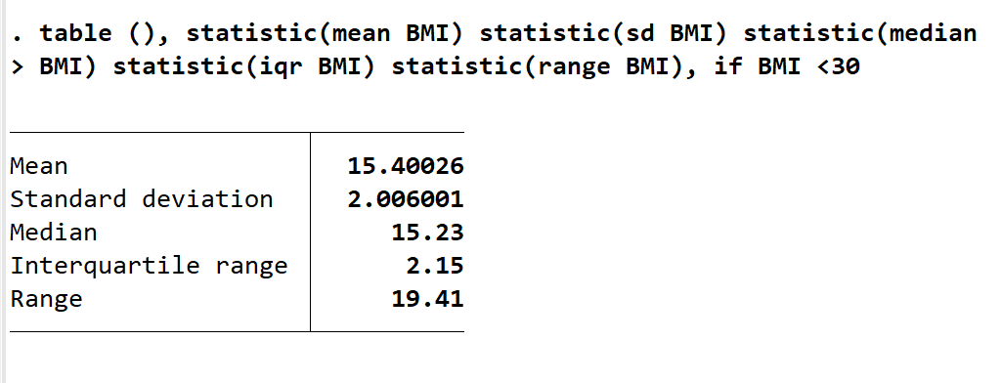 . table (), statistic(mean BMI) statistic(sd BMI) statistic(median
> BMI) statistic(iqr BMI) statistic(range BMI), if BMI <30
Mean 15.40026
Standard deviation 2.006001
Median 15.23
Interquartile range 2.15
Range 19.41